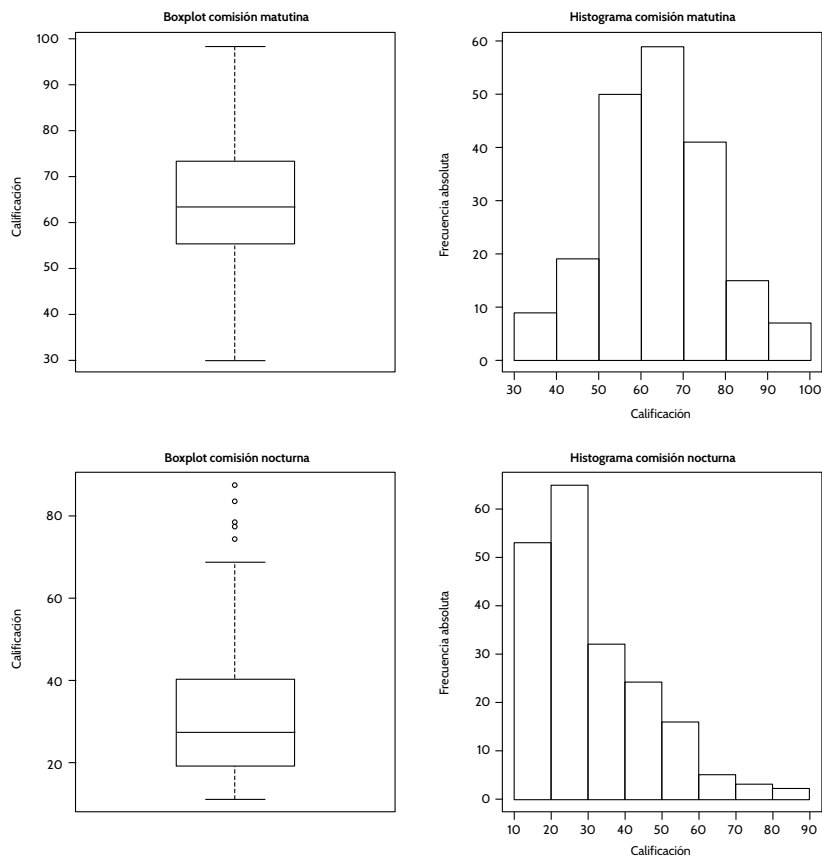 Boxplot comisión matutina
100
90
80
70
60
50
40
30
Calificación
Histograma comisión matutina
60
50
40
30
20
10
0
Frecuencia absoluta
30 40 50 60 70 80 90 100
Calificación
Boxplot comisión nocturna
80
60
40
20
Calificación
Histograma comisión nocturna
60
50
40
30
20
10
0
Frecuencia absoluta
10 20 30 40 50 60 70 80 90
Calificación